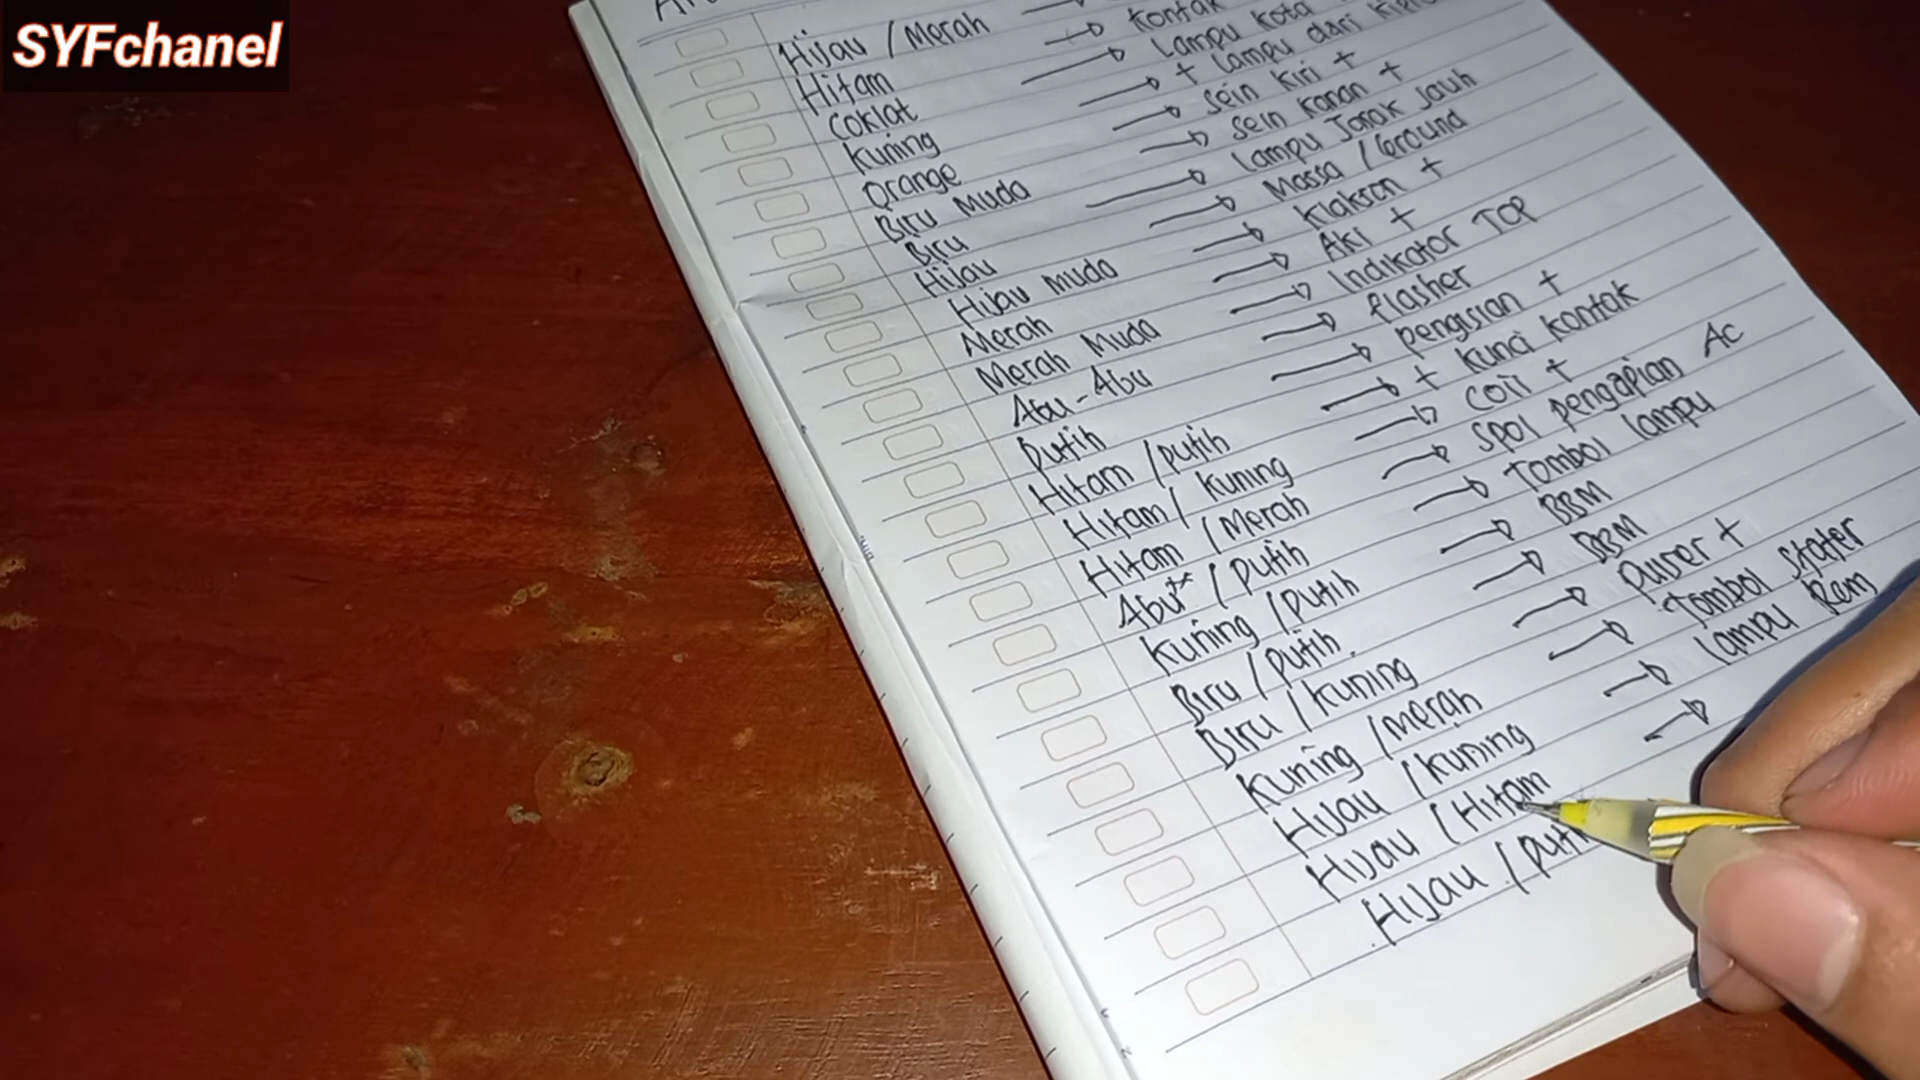 SYFchanel
Hijau / Merah →
Hitam → Kontak
Coklat → Lampu Kota
Kuning → + Lampu dari Kipro
Orange → Sein Kiri +
Biru Muda → Sein Kanan +
Biru → Lampu Jarak Jauh
Hijau → Massa / Ground
Hijau Muda → Klakson +
Merah → Aki +
Merah Muda → Indikator TOP
Abu-Abu → flasher
Putih → pengisian +
Hitam / putih → + Kunci Kontak
Hitam / Kuning → Coil +
Hitam / Merah → Spol pengapian AC
Abu² / putih → Tombol lampu
Kuning / putih → BBM
Biru / putih → BBM
Biru / Kuning → Pulser +
Kuning / Merah → Tombol stater
Hijau / Kuning → Lampu Rem
Hijau / Hitam →
Hijau /